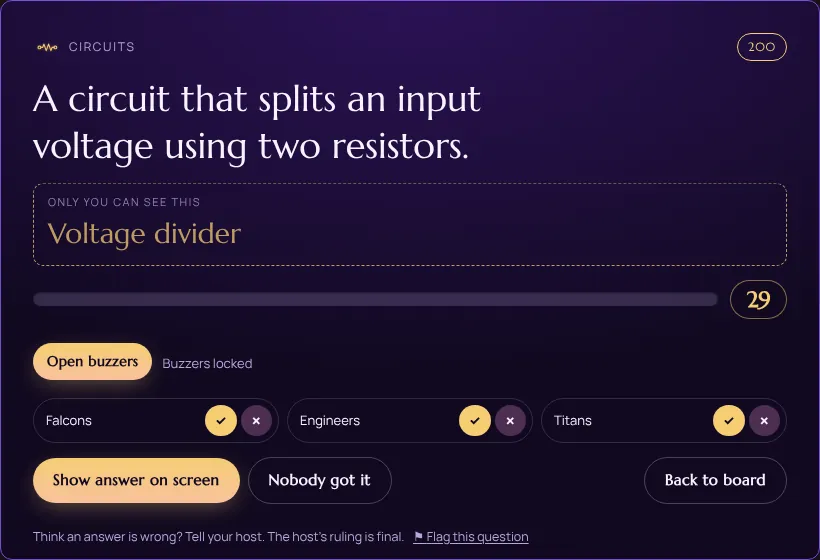 CIRCUITS
200
A circuit that splits an input
voltage using two resistors.
ONLY YOU CAN SEE THIS
Voltage divider
29
Open buzzers
Buzzers locked
Falcons
Engineers
Titans
Show answer on screen
Nobody got it
Back to board
Think an answer is wrong? Tell your host. The host's ruling is final. ⚑ Flag this question